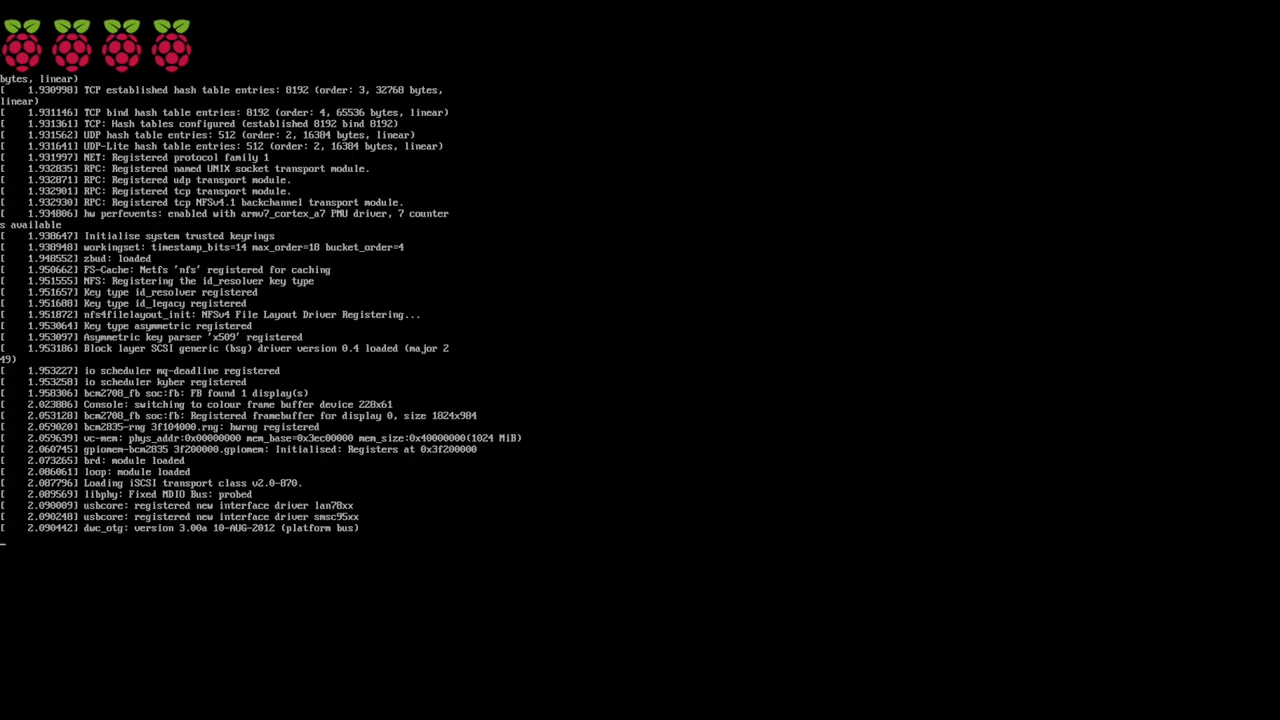 bytes, linear)
[    1.930998] TCP established hash table entries: 8192 (order: 3, 32768 bytes,
linear)
[    1.931146] TCP bind hash table entries: 8192 (order: 4, 65536 bytes, linear)
[    1.931361] TCP: Hash tables configured (established 8192 bind 8192)
[    1.931562] UDP hash table entries: 512 (order: 2, 16384 bytes, linear)
[    1.931641] UDP-Lite hash table entries: 512 (order: 2, 16384 bytes, linear)
[    1.931997] NET: Registered protocol family 1
[    1.932835] RPC: Registered named UNIX socket transport module.
[    1.932871] RPC: Registered udp transport module.
[    1.932901] RPC: Registered tcp transport module.
[    1.932930] RPC: Registered tcp NFSv4.1 backchannel transport module.
[    1.934806] hw perfevents: enabled with armv7_cortex_a7 PMU driver, 7 counter
s available
[    1.938647] Initialise system trusted keyrings
[    1.938948] workingset: timestamp_bits=14 max_order=18 bucket_order=4
[    1.948552] zbud: loaded
[    1.950662] FS-Cache: Netfs 'nfs' registered for caching
[    1.951555] NFS: Registering the id_resolver key type
[    1.951657] Key type id_resolver registered
[    1.951688] Key type id_legacy registered
[    1.951872] nfs4filelayout_init: NFSv4 File Layout Driver Registering...
[    1.953064] Key type asymmetric registered
[    1.953097] Asymmetric key parser 'x509' registered
[    1.953186] Block layer SCSI generic (bsg) driver version 0.4 loaded (major 2
49)
[    1.953227] io scheduler mq-deadline registered
[    1.953258] io scheduler kyber registered
[    1.958306] bcm2708_fb soc:fb: FB found 1 display(s)
[    2.023886] Console: switching to colour frame buffer device 228x61
[    2.053128] bcm2708_fb soc:fb: Registered framebuffer for display 0, size 1824x984
[    2.059020] bcm2835-rng 3f104000.rng: hwrng registered
[    2.059639] vc-mem: phys_addr:0x00000000 mem_base=0x3ec00000 mem_size:0x40000000(1024 MiB)
[    2.060745] gpiomem-bcm2835 3f200000.gpiomem: Initialised: Registers at 0x3f200000
[    2.073265] brd: module loaded
[    2.086061] loop: module loaded
[    2.087796] Loading iSCSI transport class v2.0-870.
[    2.089569] libphy: Fixed MDIO Bus: probed
[    2.090009] usbcore: registered new interface driver lan78xx
[    2.090248] usbcore: registered new interface driver smsc95xx
[    2.090442] dwc_otg: version 3.00a 10-AUG-2012 (platform bus)
_